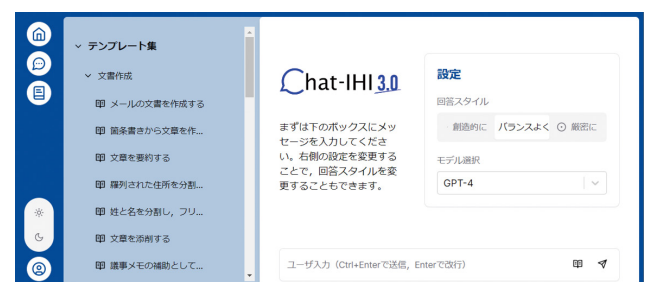 テンプレート集
文書作成
メールの文書を作成する
箇条書きから文章を作...
文章を要約する
羅列された住所を分割...
姓と名を分割し，フリ...
文章を添削する
議事メモの補助として...
Chat-IHI 3.0
まずは下のボックスにメッ
セージを入力してくださ
い。右側の設定を変更する
ことで，回答スタイルを変
更することもできます。
設定
回答スタイル
創造的に バランスよく 厳密に
モデル選択
GPT-4
ユーザ入力（Ctrl+Enterで送信，Enterで改行）